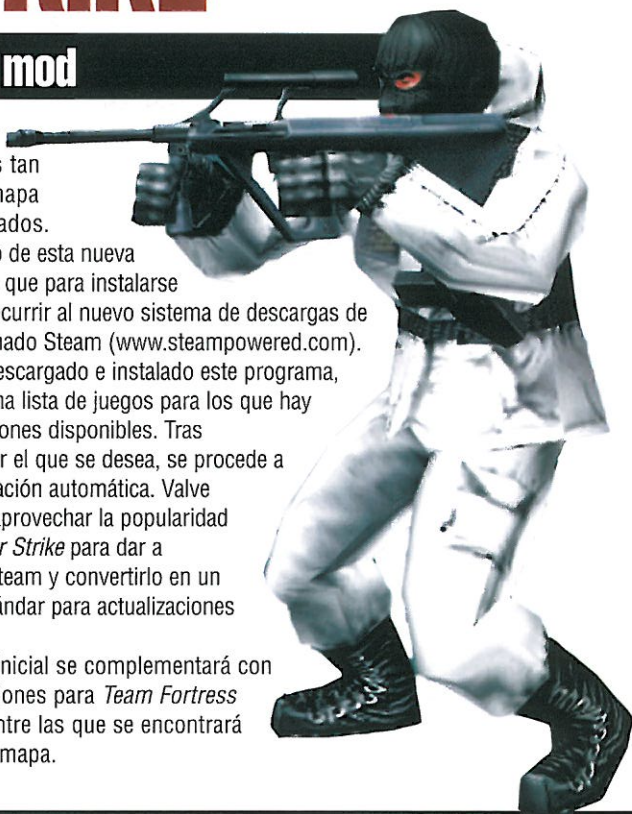 RIKE
mod
s tan
mapa
ados.
o de esta nueva
que para instalarse
currir al nuevo sistema de descargas de
nado Steam (www.steampowered.com).
escargado e instalado este programa,
na lista de juegos para los que hay
ones disponibles. Tras
r el que se desea, se procede a
ación automática. Valve
aprovechar la popularidad
r Strike para dar a
team y convertirlo en un
ándar para actualizaciones
nicial se complementará con
ones para Team Fortress
ntre las que se encontrará
mapa.